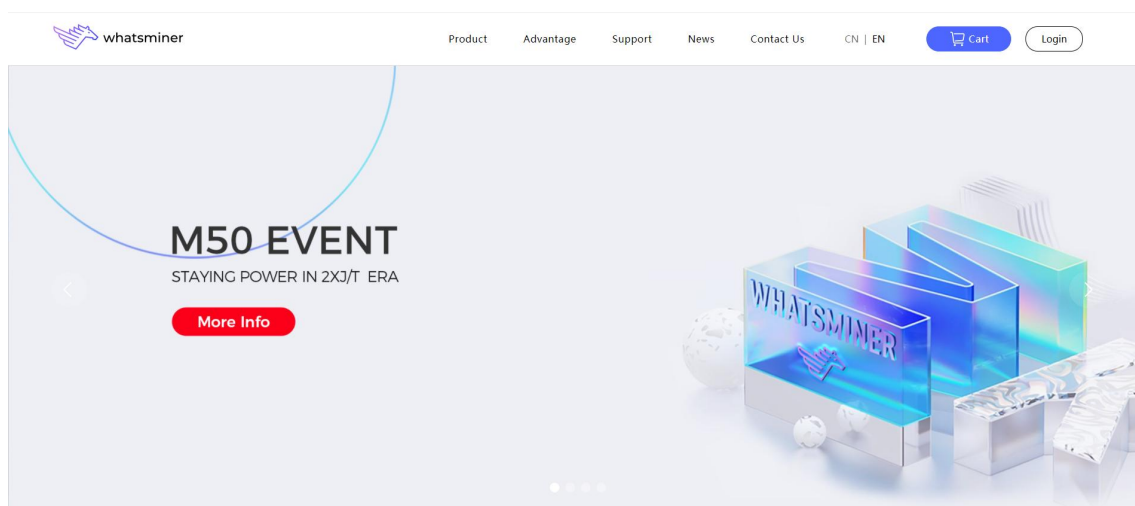 whatsminer
Product
Advantage
Support
News
Contact Us
CN | EN
Cart
Login
M50 EVENT
STAYING POWER IN 2XJ/T ERA
More Info
WHATSMINER